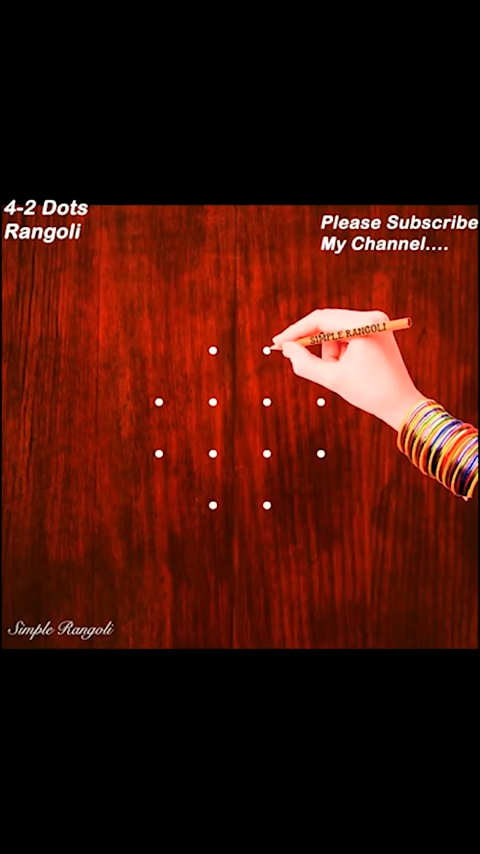 4-2 Dots
Rangoli
Please Subscribe
My Channel....
SIMPLE RANGOLI
Simple Rangoli